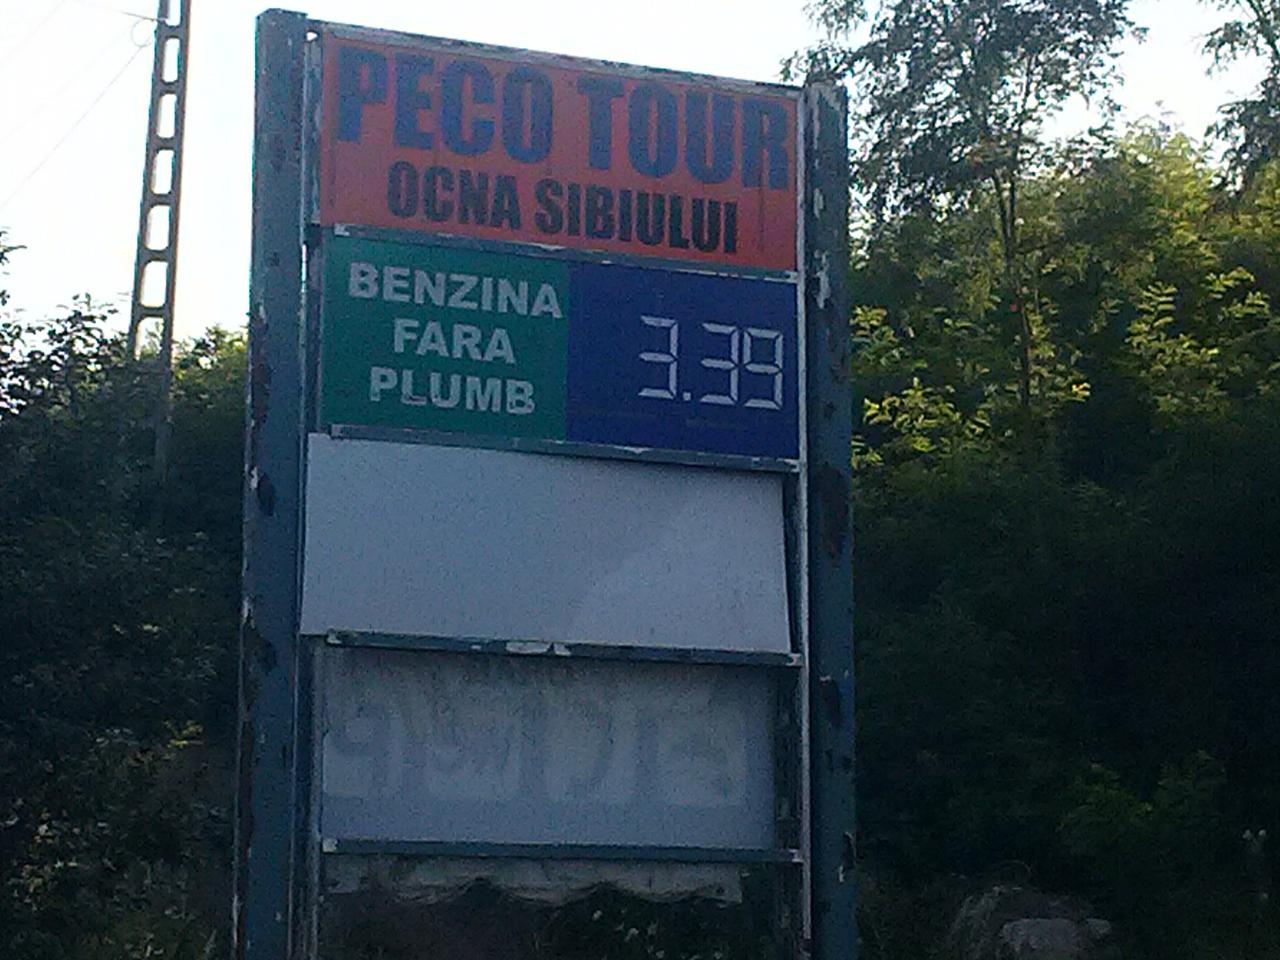 PECO TOUR
OCNA SIBIULUI
BENZINA
FARA
PLUMB
3.39